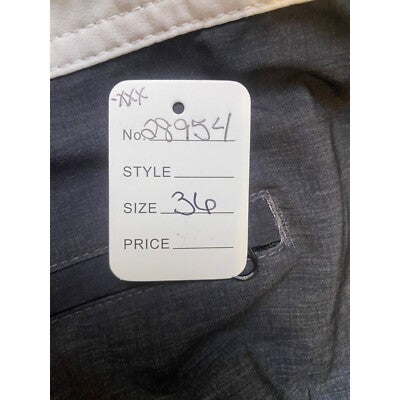 -xxx
No. 28954
STYLE
SIZE 36
PRICE